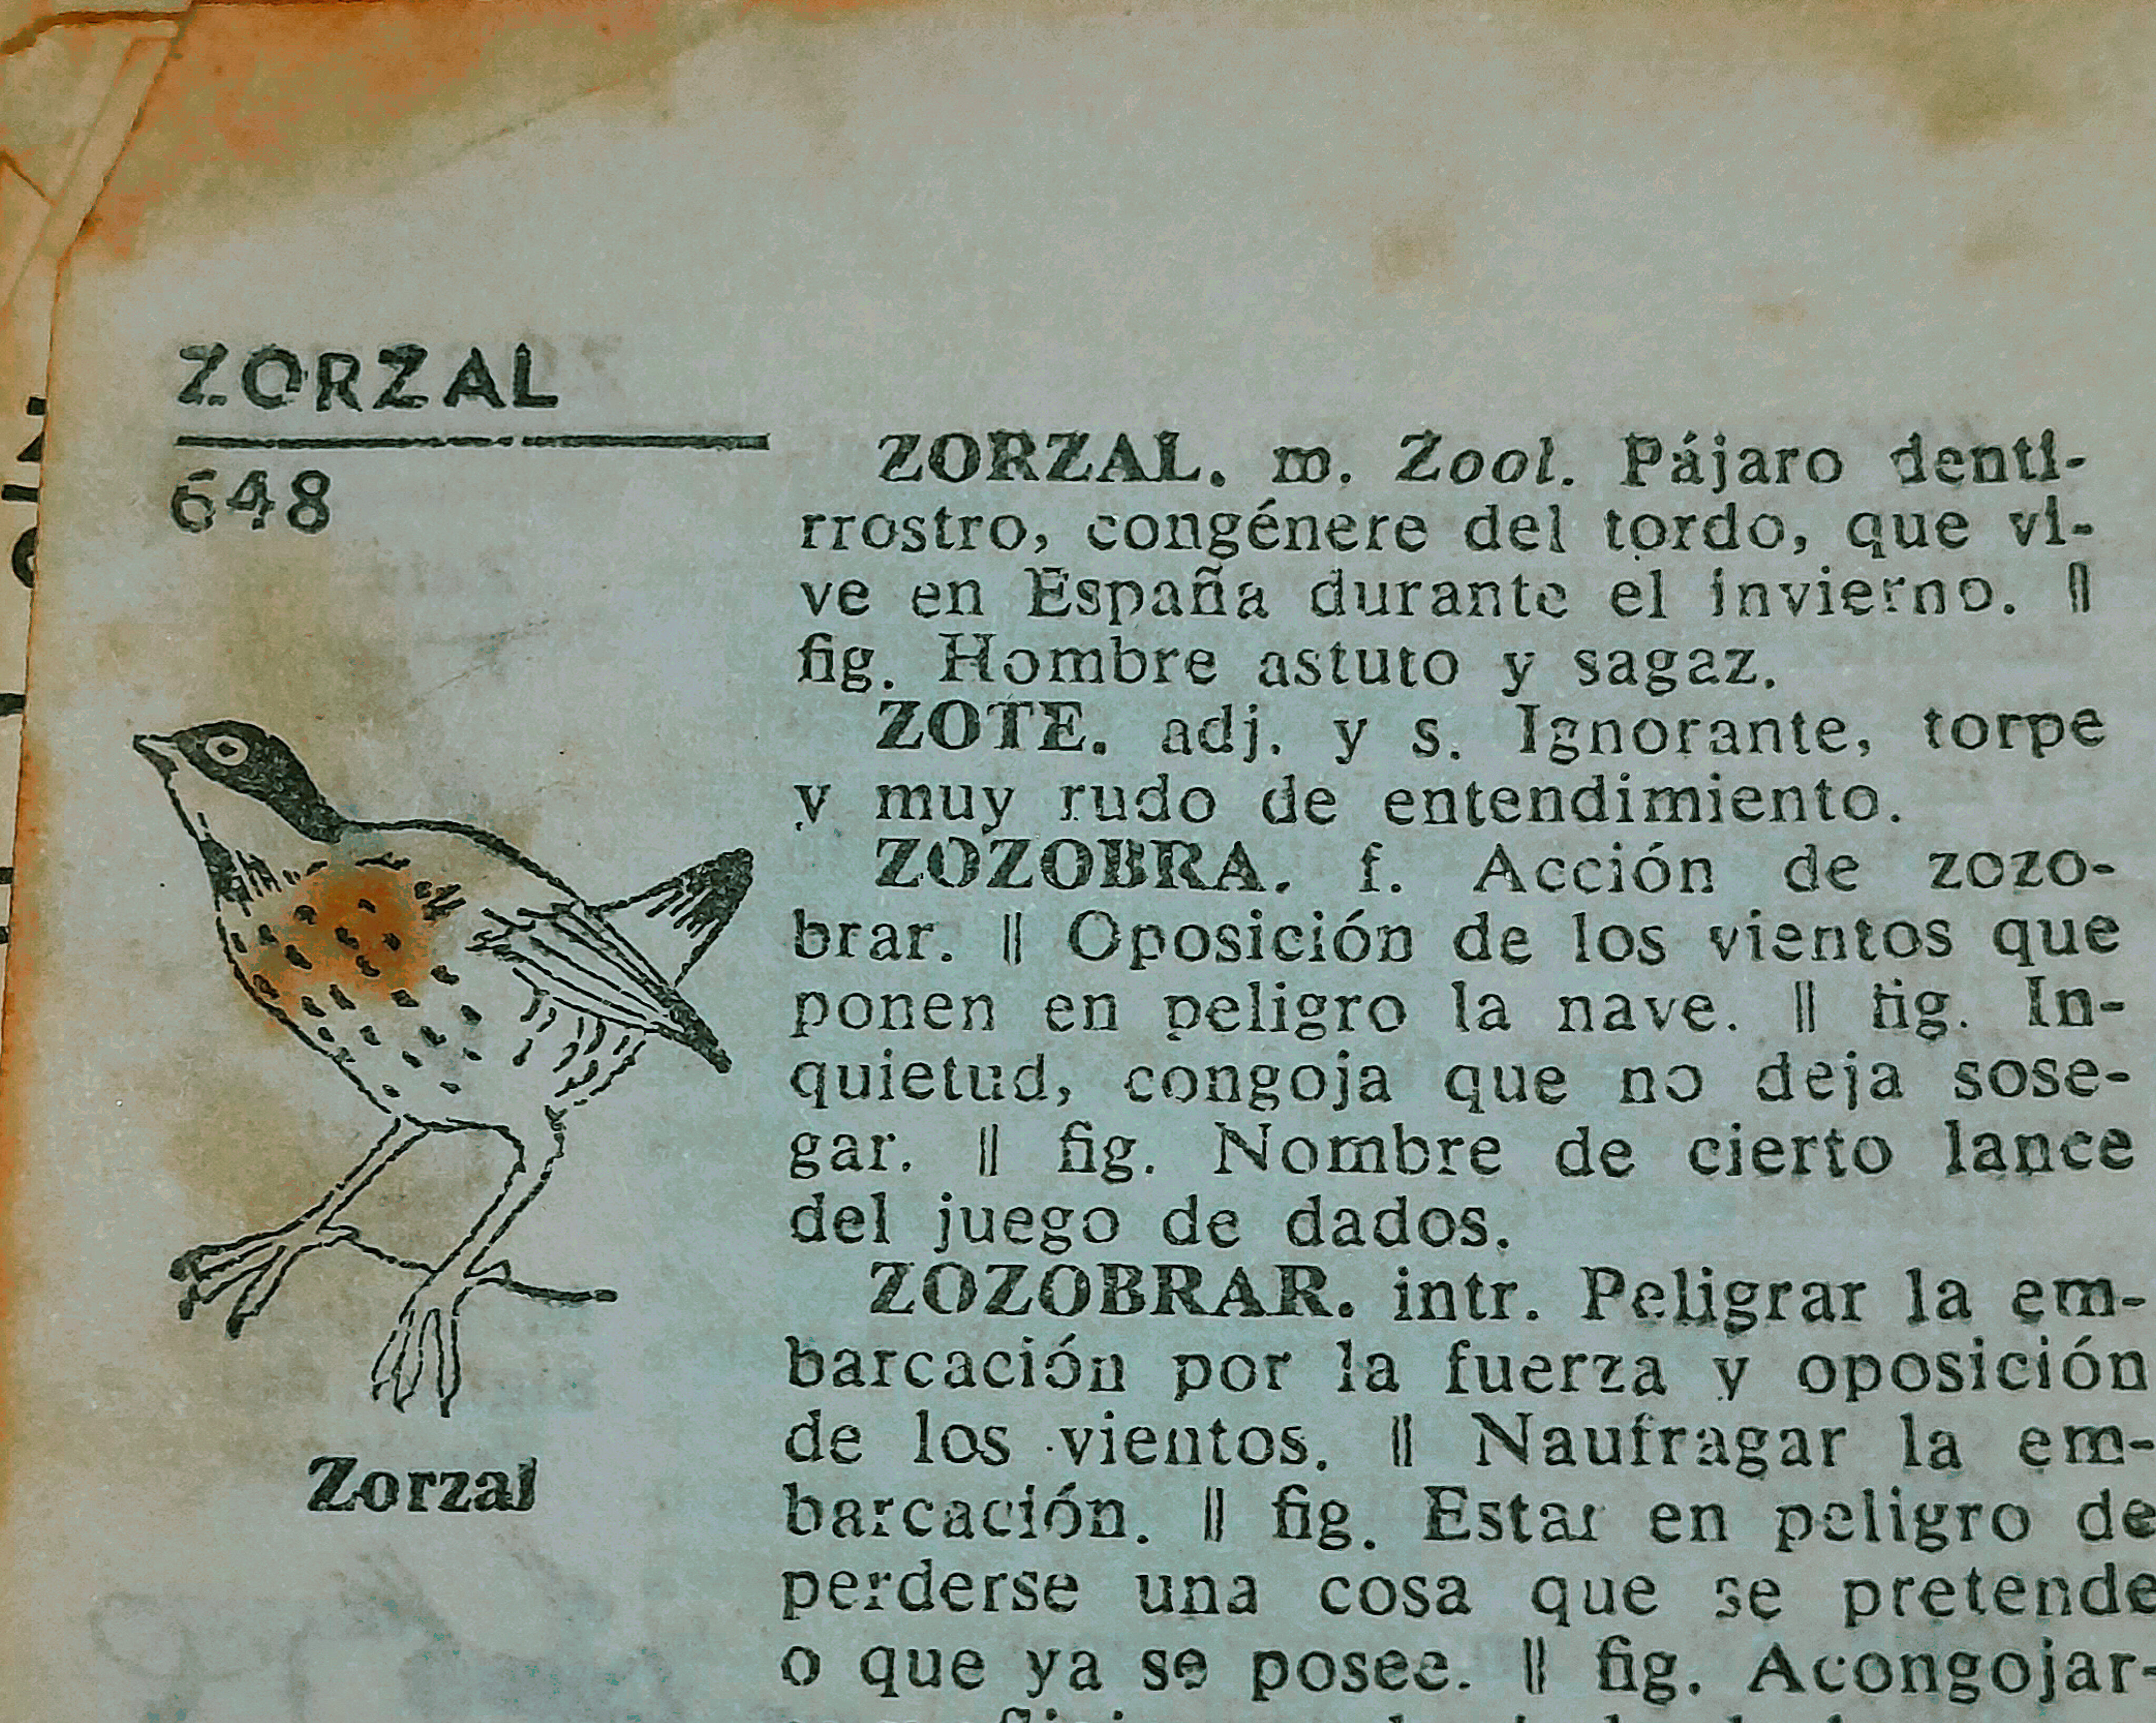 ZORZAL
648
Zorzal
ZORZAL. m. Zool. Pájaro denti-
rrostro, congénere del tordo, que vi-
ve en España durante el invierno. ||
fig. Hombre astuto y sagaz.
ZOTE. adj. y s. Ignorante, torpe
y muy rudo de entendimiento.
ZOZOBRA. f. Acción de zozo-
brar. || Oposición de los vientos que
ponen en peligro la nave. || fig. In-
quietud, congoja que no deja sose-
gar. || fig. Nombre de cierto lance
del juego de dados.
ZOZOBRAR. intr. Peligrar la em-
barcación por la fuerza y oposición
de los vientos. || Naufragar la em-
barcación. || fig. Estar en peligro de
perderse una cosa que se pretende
o que ya se posee. || fig. Acongojar-